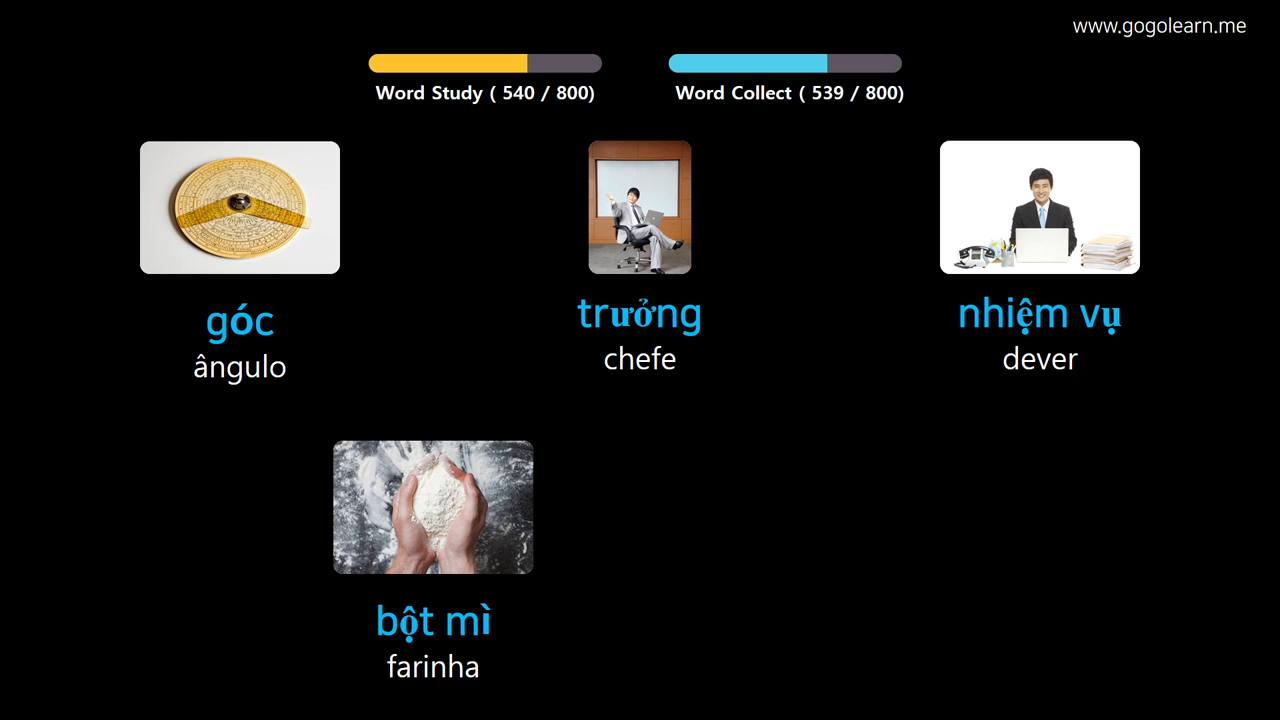 www.gogolearn.me
Word Study ( 540 / 800)
Word Collect ( 539 / 800)
góc
ângulo
trưởng
chefe
nhiệm vụ
dever
bột mì
farinha